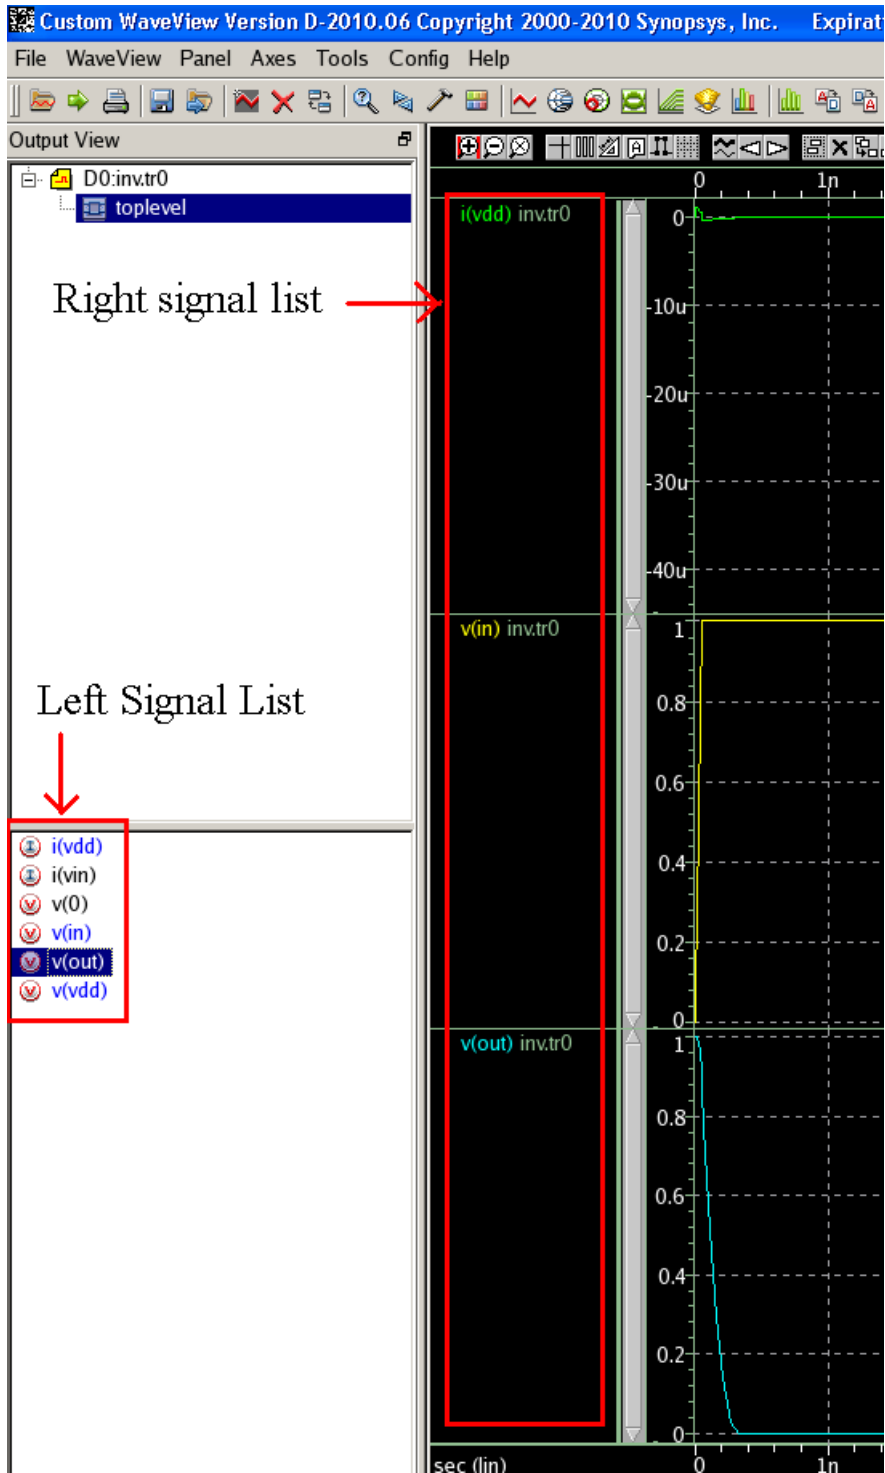 Custom WaveView Version D-2010.06 Copyright 2000-2010 Synopsys, Inc. Expirat
File WaveView Panel Axes Tools Config Help
Output View
D0:inv.tr0
toplevel
Right signal list
Left Signal List
i(vdd)
i(vin)
v(0)
v(in)
v(out)
v(vdd)
0 1n
i(vdd) inv.tr0
0
-10u
-20u
-30u
-40u
v(in) inv.tr0
1
0.8
0.6
0.4
0.2
0
v(out) inv.tr0
1
0.8
0.6
0.4
0.2
0
sec (lin) 0 1n